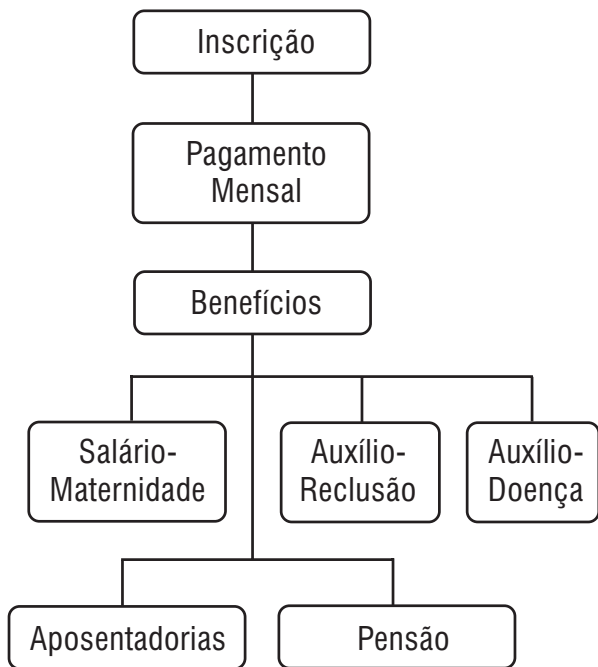 Inscrição
Pagamento
Mensal
Benefícios
Salário-
Maternidade
Auxílio-
Reclusão
Auxílio-
Doença
Aposentadorias
Pensão